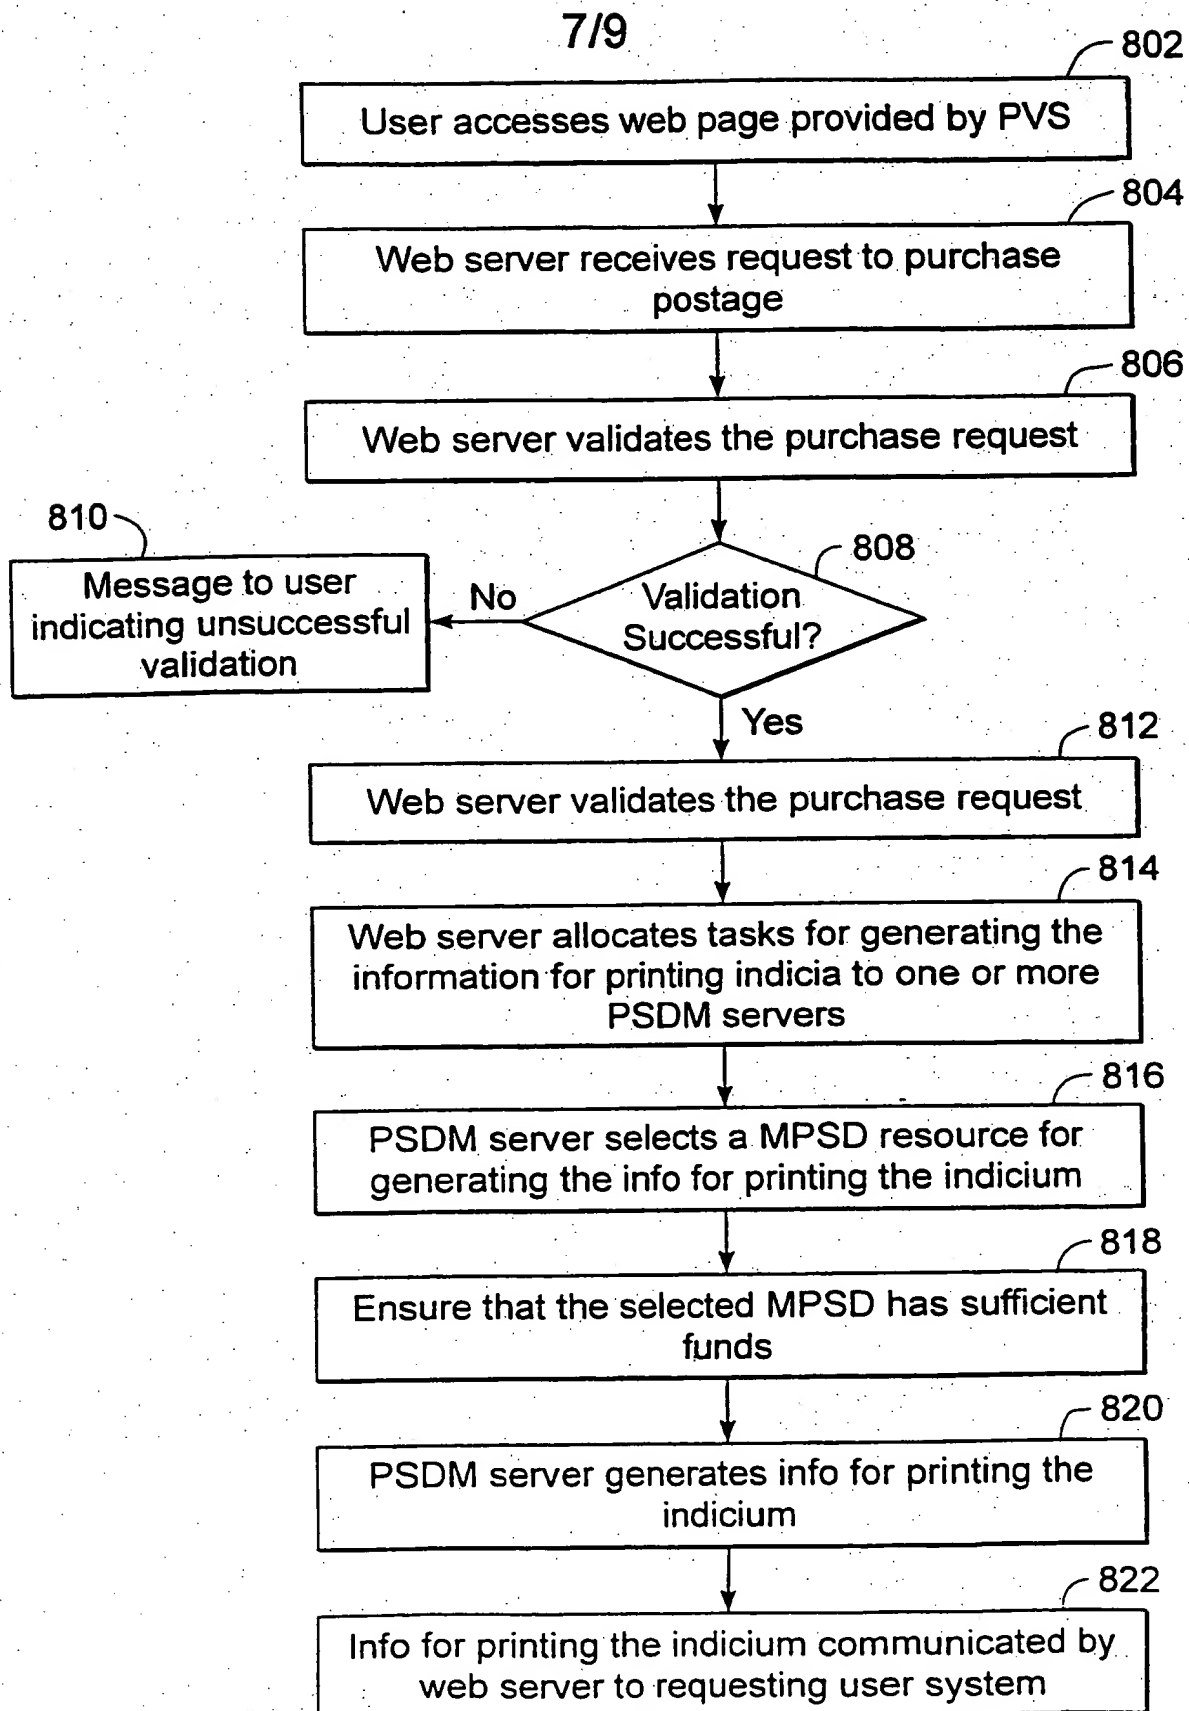 7/9
802
User accesses web page provided by PVS
804
Web server receives request to purchase
postage
806
Web server validates the purchase request
810
808
Message to user
indicating unsuccessful
validation
No
Validation
Successful?
Yes
812
Web server validates the purchase request
814
Web server allocates tasks for generating the
information for printing indicia to one or more
PSDM servers
816
PSDM server selects a MPSD resource for
generating the info for printing the indicium
818
Ensure that the selected MPSD has sufficient
funds
820
PSDM server generates info for printing the
indicium
822
Info for printing the indicium communicated by
web server to requesting user system